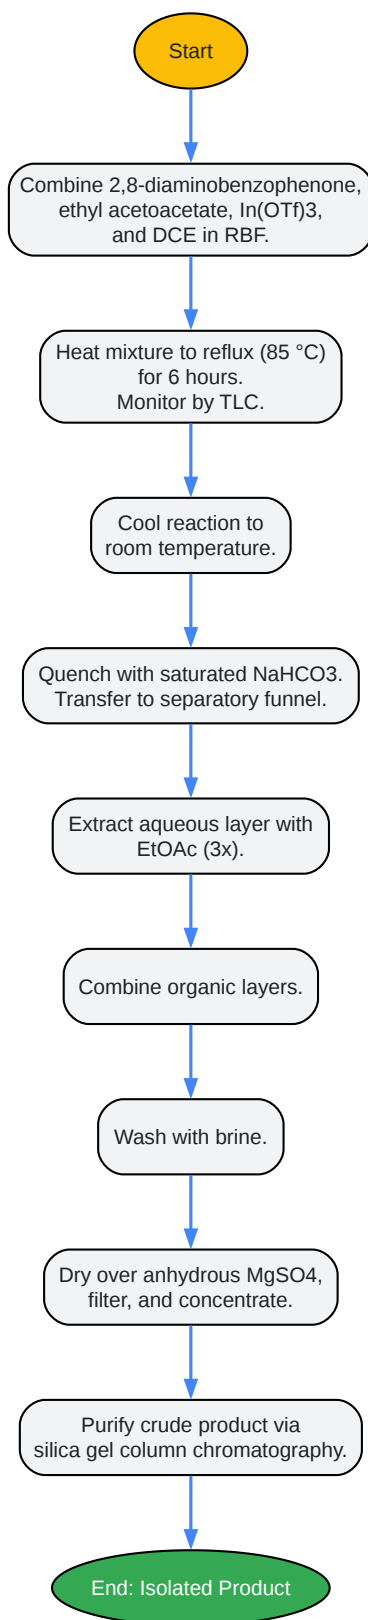 Start
Combine 2,8-diaminobenzophenone,
ethyl acetoacetate, In(OTf)3,
and DCE in RBF.
Heat mixture to reflux (85 °C)
for 6 hours.
Monitor by TLC.
Cool reaction to
room temperature.
Quench with saturated NaHCO3.
Transfer to separatory funnel.
Extract aqueous layer with
EtOAc (3x).
Combine organic layers.
Wash with brine.
Dry over anhydrous MgSO4,
filter, and concentrate.
Purify crude product via
silica gel column chromatography.
End: Isolated Product